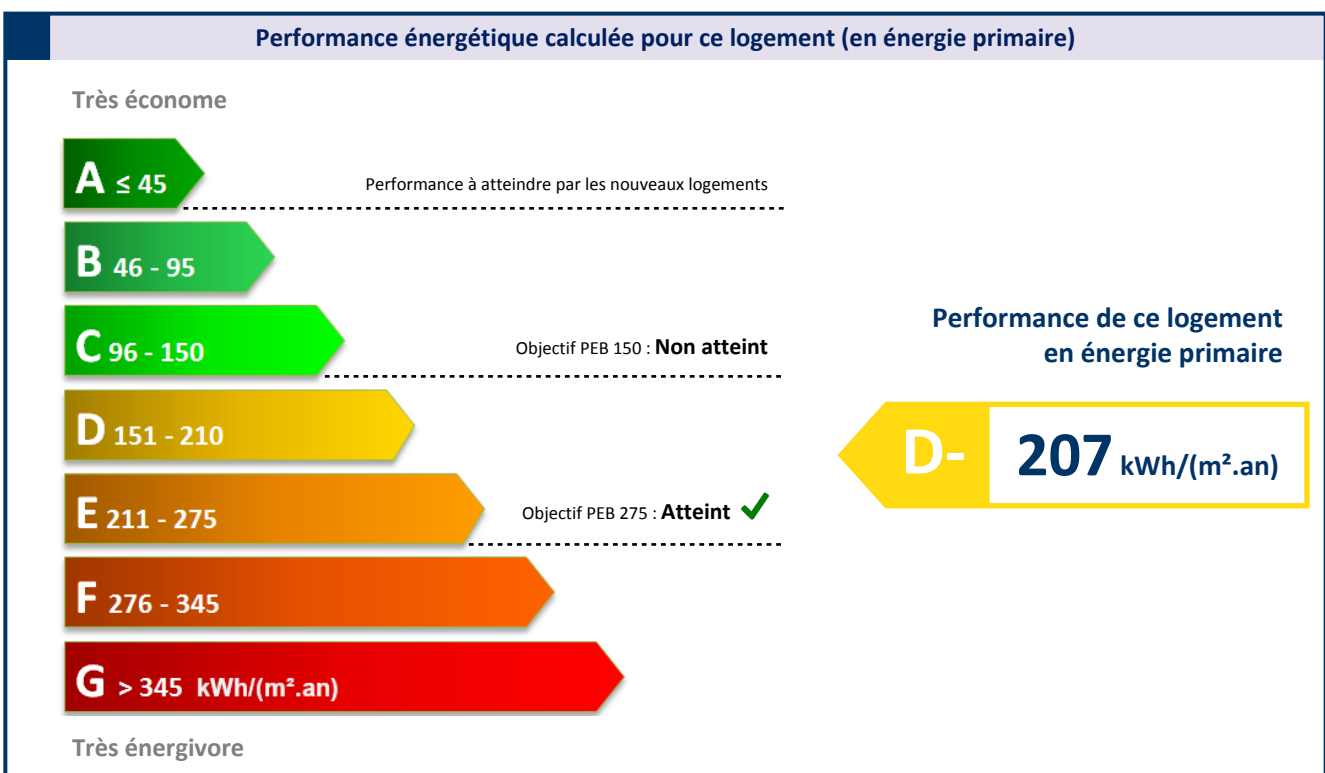 Performance énergétique calculée pour ce logement (en énergie primaire)
Très économe
A ≤ 45
Performance à atteindre par les nouveaux logements
B 46 - 95
C 96 - 150
Objectif PEB 150 : Non atteint
D 151 - 210
E 211 - 275
Objectif PEB 275 : Atteint ✓
F 276 - 345
G > 345 kWh/(m².an)
Très énergivore
Performance de ce logement
en énergie primaire
D- 207 kWh/(m².an)